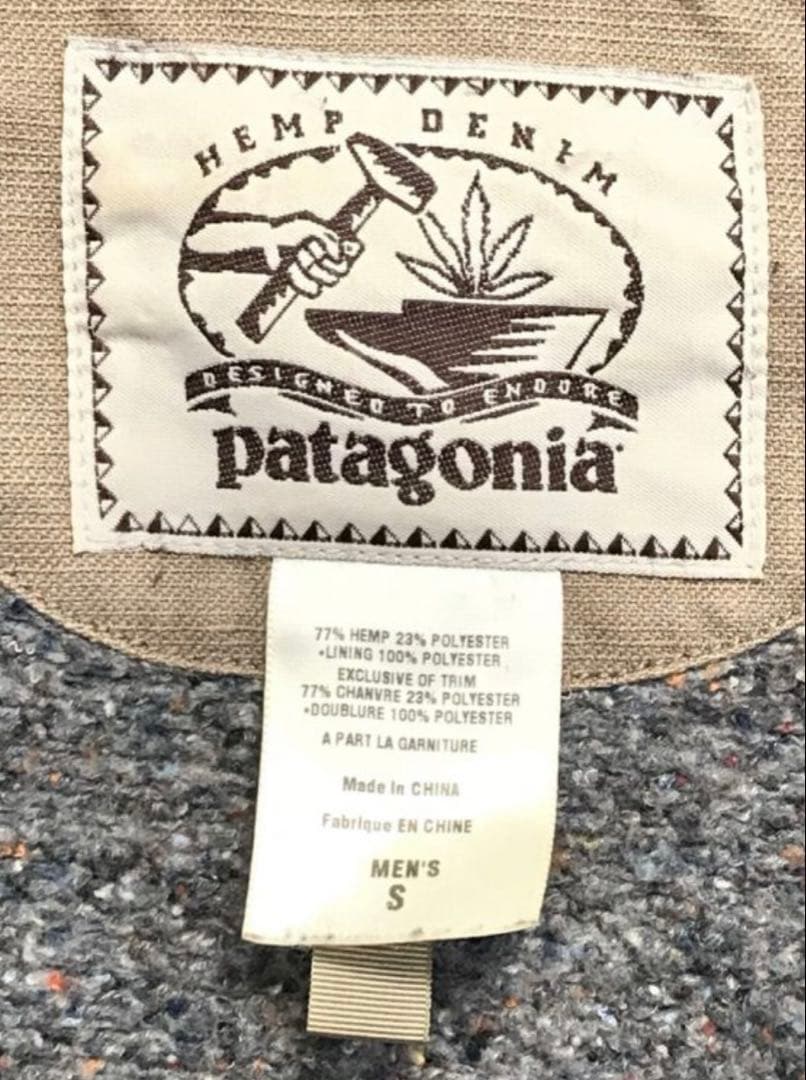 HEMP DENIM
DESIGNED TO ENDURE
patagonia
77% HEMP 23% POLYESTER
•LINING 100% POLYESTER
EXCLUSIVE OF TRIM
77% CHANVRE 23% POLYESTER
•DOUBLURE 100% POLYESTER
A PART LA GARNITURE
Made In CHINA
Fabrique EN CHINE
MEN'S
S